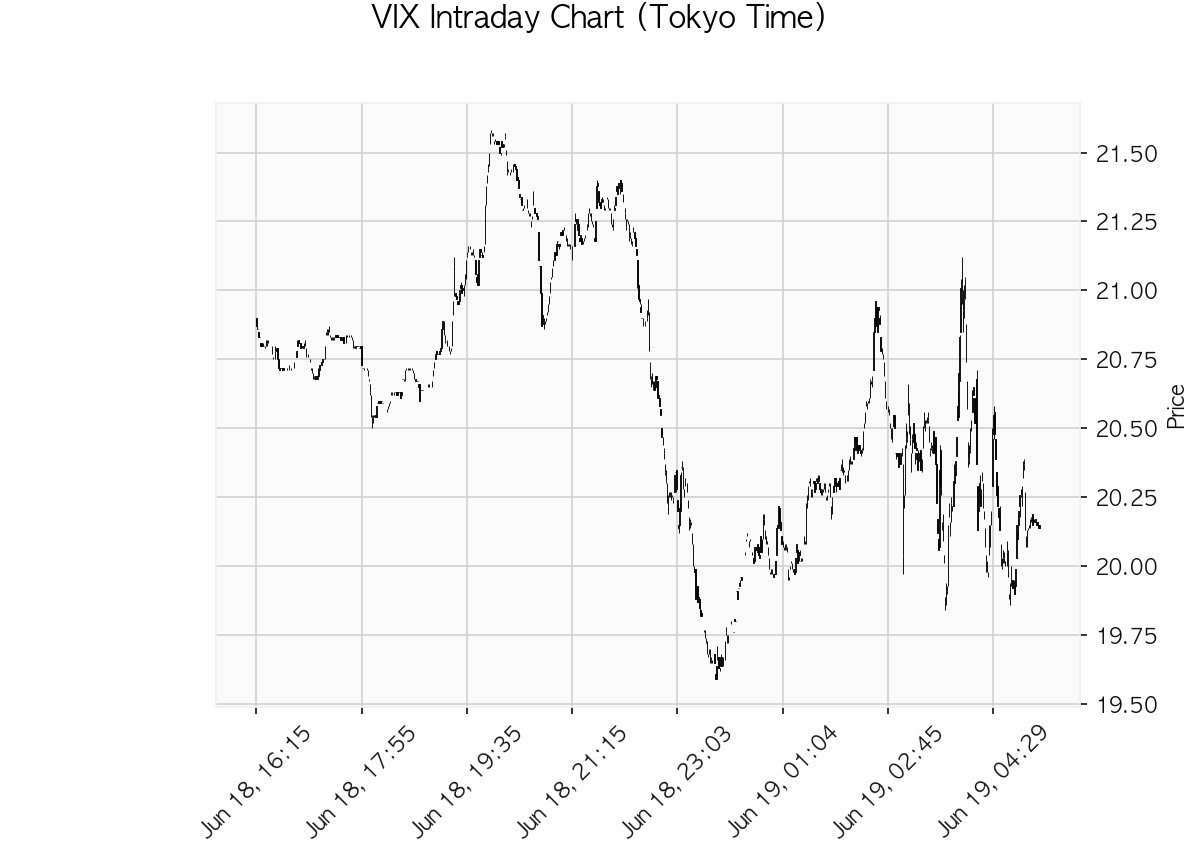 VIX Intraday Chart (Tokyo Time)
21.50
21.25
21.00
20.75
20.50
20.25
20.00
19.75
19.50
Price
Jun 18, 16:15
Jun 18, 17:55
Jun 18, 19:35
Jun 18, 21:15
Jun 18, 23:03
Jun 19, 01:04
Jun 19, 02:45
Jun 19, 04:29